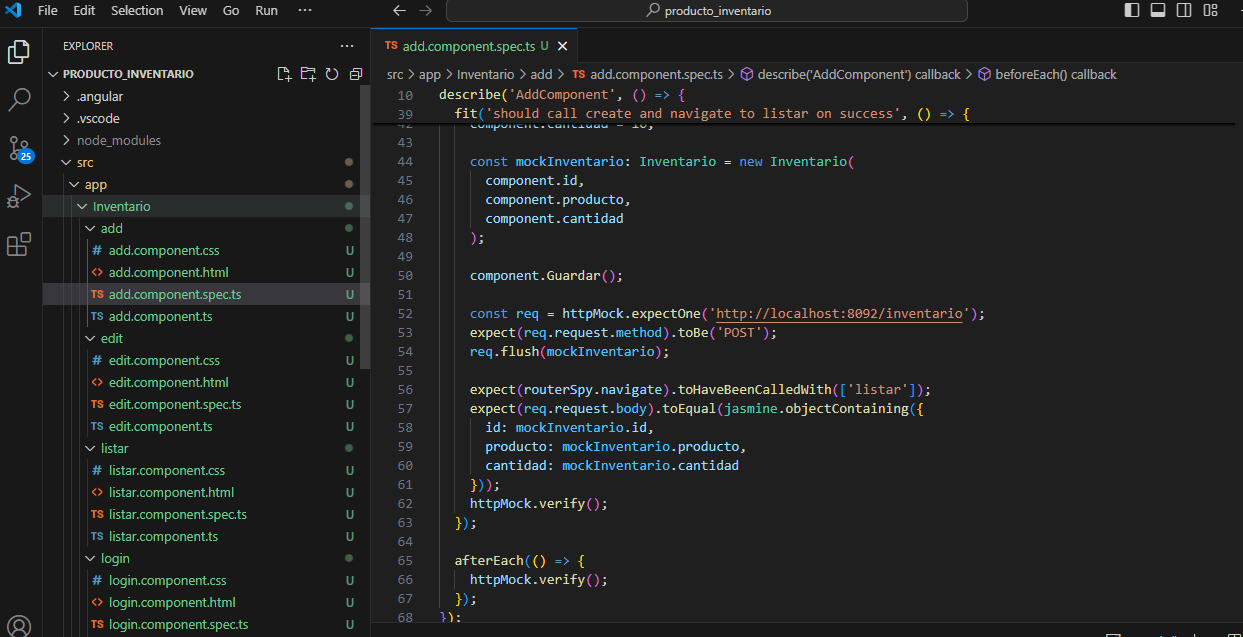 File Edit Selection View Go Run ···
producto_inventario
EXPLORER
PRODUCTO_INVENTARIO
.angular
.vscode
node_modules
src
app
Inventario
add
# add.component.css U
<> add.component.html U
TS add.component.spec.ts U
TS add.component.ts U
edit
# edit.component.css U
<> edit.component.html U
TS edit.component.spec.ts U
TS edit.component.ts U
listar
# listar.component.css U
<> listar.component.html U
TS listar.component.spec.ts U
TS listar.component.ts U
login
# login.component.css U
<> login.component.html U
TS login.component.spec.ts U
25
TS add.component.spec.ts U
src > app > Inventario > add > TS add.component.spec.ts > describe('AddComponent') callback > beforeEach() callback
10 describe('AddComponent', () => {
39 fit('should call create and navigate to listar on success', () => {
42 component.cantidad = 10;
43
44 const mockInventario: Inventario = new Inventario(
45 component.id,
46 component.producto,
47 component.cantidad
48 );
49
50 component.Guardar();
51
52 const req = httpMock.expectOne('http://localhost:8092/inventario');
53 expect(req.request.method).toBe('POST');
54 req.flush(mockInventario);
55
56 expect(routerSpy.navigate).toHaveBeenCalledWith(['listar']);
57 expect(req.request.body).toEqual(jasmine.objectContaining({
58 id: mockInventario.id,
59 producto: mockInventario.producto,
60 cantidad: mockInventario.cantidad
61 }));
62 httpMock.verify();
63 });
64
65 afterEach(() => {
66 httpMock.verify();
67 });
68 });